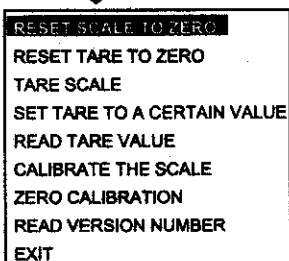 RESET SCALE TO ZERO
RESET TARE TO ZERO
TARE SCALE
SET TARE TO A CERTAIN VALUE
READ TARE VALUE
CALIBRATE THE SCALE
ZERO CALIBRATION
READ VERSION NUMBER
EXIT